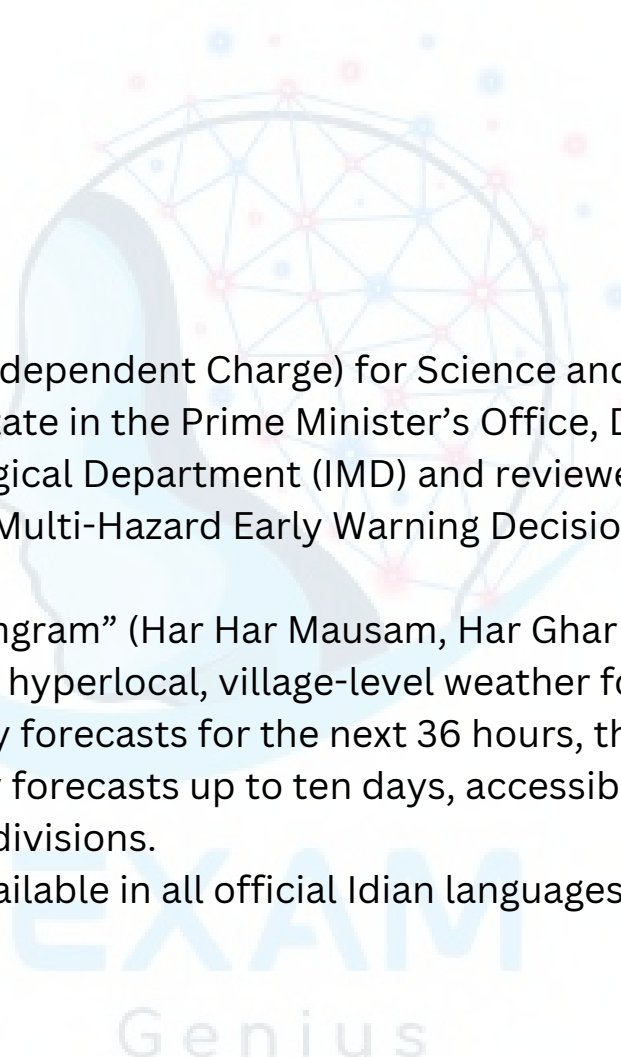 dependent Charge) for Science and
ate in the Prime Minister’s Office, D
gical Department (IMD) and reviewe
Multi-Hazard Early Warning Decisio
ngram” (Har Har Mausam, Har Ghar
hyperlocal, village-level weather fo
y forecasts for the next 36 hours, th
forecasts up to ten days, accessib
divisions.
ailable in all official Idian languages
EXAM
Genius